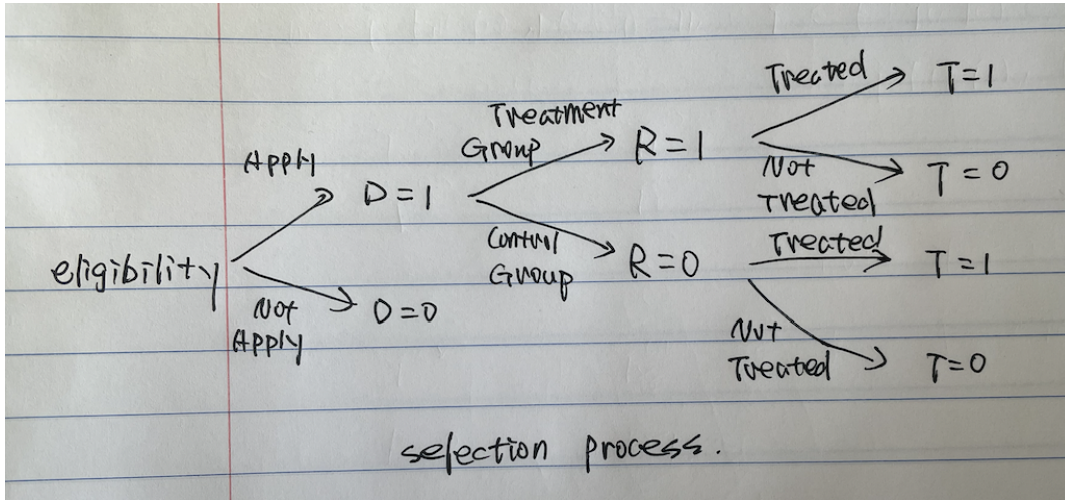 Treated T=1
Treatment
Group R=1
Not
Treated T=0
Apply D=1
Control
Group R=0
Treated T=1
eligibility
Not
Apply D=0
Not
Treated T=0
selection process.